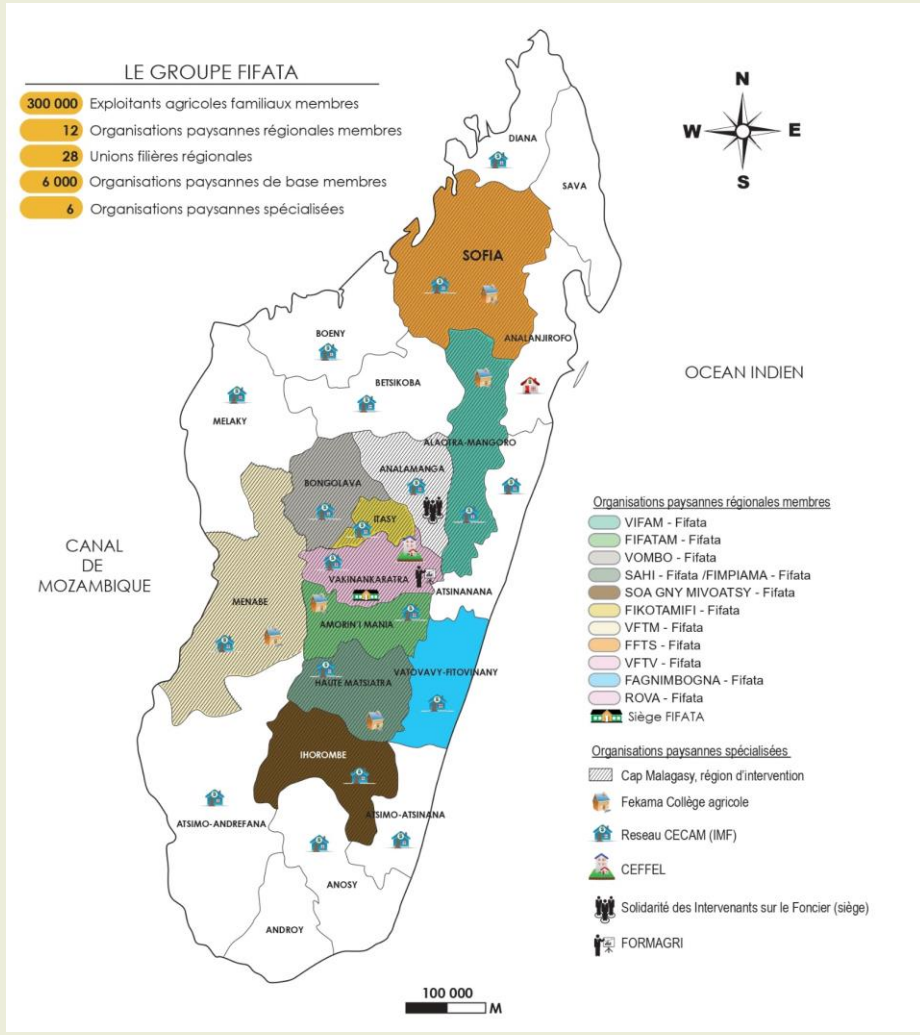 LE GROUPE FIFATA
300 000 Exploitants agricoles familiaux membres
12 Organisations paysannes régionales membres
28 Unions filières régionales
6 000 Organisations paysannes de base membres
6 Organisations paysannes spécialisées
N
W E
S
DIANA
SAVA
SOFIA
ANALANJIROFO
BOENY
BETSIKOBA
MELAKY
OCEAN INDIEN
ALAOTRA-MANGORO
ANALAMANGA
BONGOLAVA
ITASY
CANAL
DE
MOZAMBIQUE
VAKINANKARATRA
ATSINANANA
MENABE
AMORIN'I MANIA
VATOVAVY-FITOVINANY
HAUTE MATSIATRA
IHOROMBE
ATSIMO-ANDREFANA
ATSIMO-ATSINANA
ANOSY
ANDROY
Organisations paysannes régionales membres
VIFAM - Fifata
FIFATAM - Fifata
VOMBO - Fifata
SAHI - Fifata /FIMPIAMA - Fifata
SOA GNY MIVOATSY - Fifata
FIKOTAMIFI - Fifata
VFTM - Fifata
FFTS - Fifata
VFTV - Fifata
FAGNIMBOGNA - Fifata
ROVA - Fifata
Siège FIFATA
Organisations paysannes spécialisées
Cap Malagasy, région d'intervention
Fekama Collège agricole
Reseau CECAM (IMF)
CEFFEL
Solidarité des Intervenants sur le Foncier (siège)
FORMAGRI
100 000
M